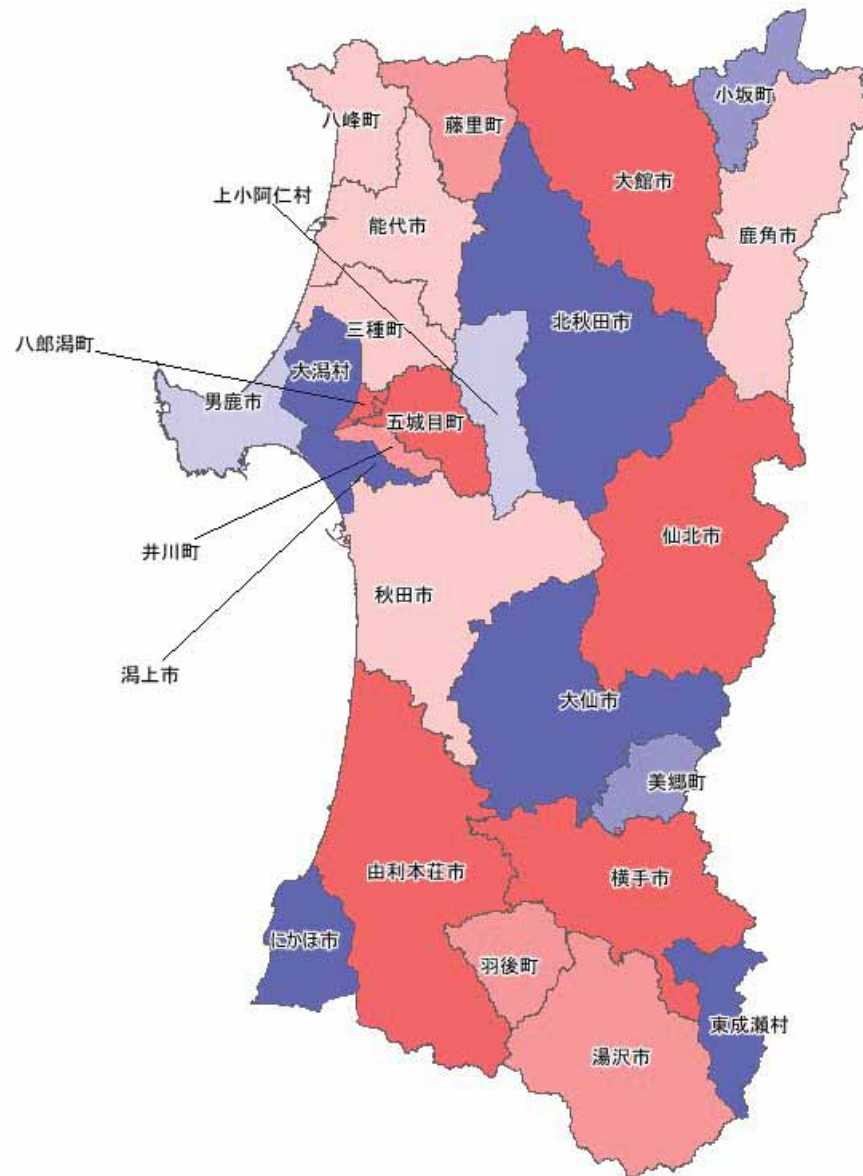 小坂町
八峰町
藤里町
大館市
上小阿仁村
能代市
鹿角市
北秋田市
三種町
八郎潟町
大潟村
男鹿市
五城目町
仙北市
井川町
秋田市
潟上市
大仙市
美郷町
由利本荘市
横手市
にかほ市
羽後町
東成瀬村
湯沢市